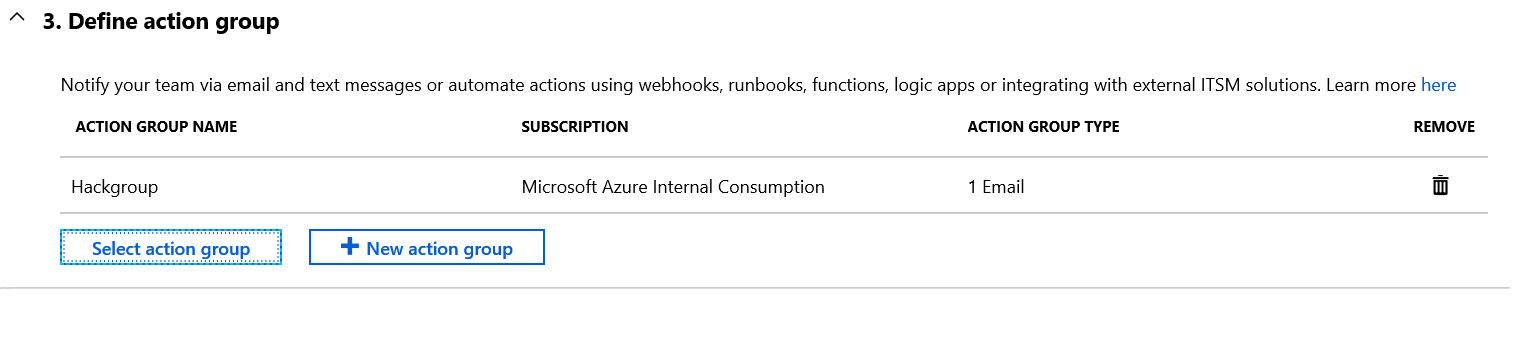 3. Define action group
Notify your team via email and text messages or automate actions using webhooks, runbooks, functions, logic apps or integrating with external ITSM solutions. Learn more here
ACTION GROUP NAME SUBSCRIPTION ACTION GROUP TYPE REMOVE
Hackgroup Microsoft Azure Internal Consumption 1 Email
Select action group + New action group